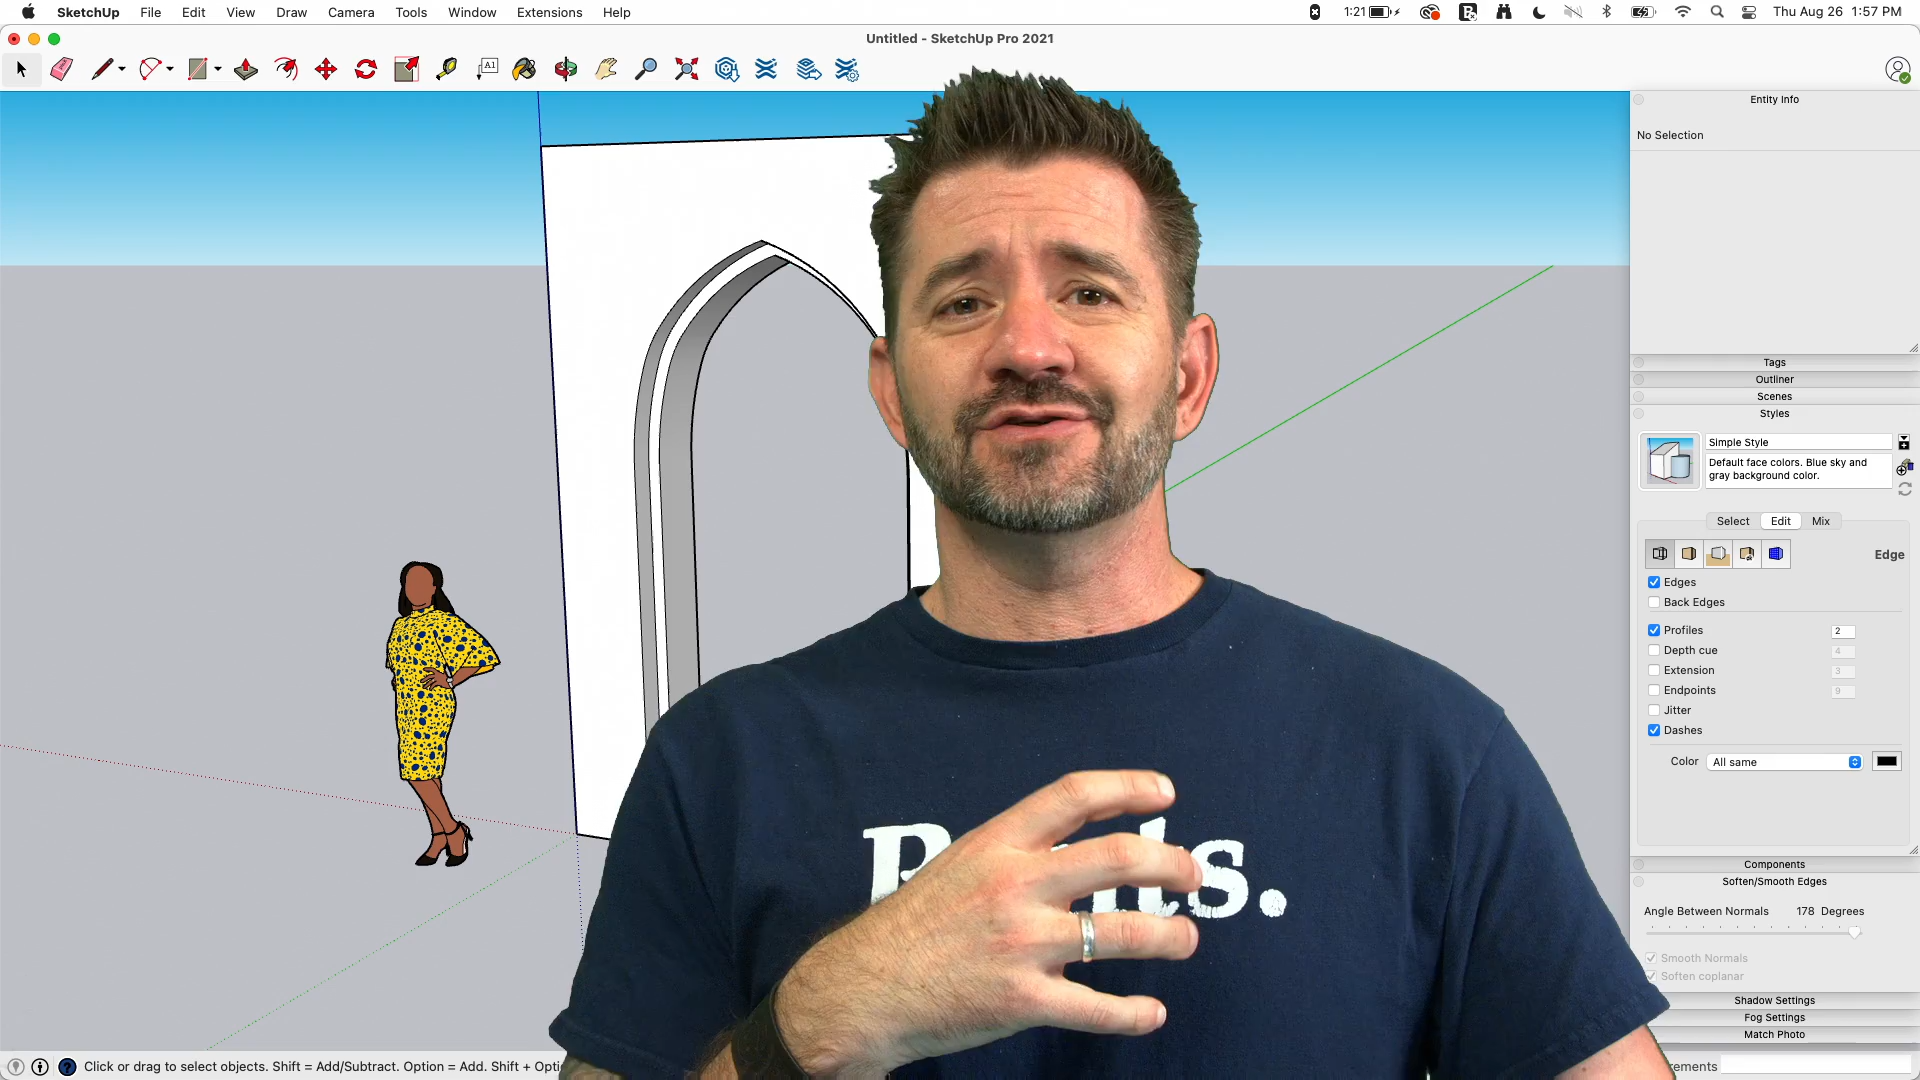 SketchUp File Edit View Draw Camera Tools Window Extensions Help 1:21 Thu Aug 26 1:57 PM
Untitled - SketchUp Pro 2021
A1
Entity Info
No Selection
Tags
Outliner
Scenes
Styles
Simple Style
Default face colors. Blue sky and
gray background color.
Select Edit Mix
Edge
Edges
Back Edges
Profiles 2
Depth cue 4
Extension 3
Endpoints 9
Jitter
Dashes
Color All same
Components
Soften/Smooth Edges
Angle Between Normals 178 Degrees
Smooth Normals
Soften coplanar
Shadow Settings
Fog Settings
Match Photo
Click or drag to select objects. Shift = Add/Subtract. Option = Add. Shift +